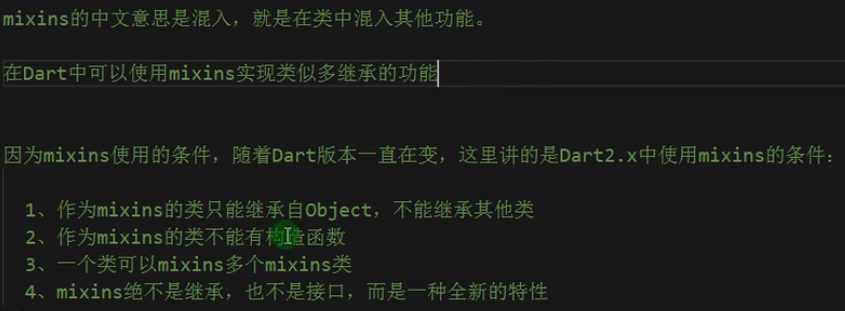 mixins的中文意思是混入，就是在类中混入其他功能。
在Dart中可以使用mixins实现类似多继承的功能
因为mixins使用的条件，随着Dart版本一直在变，这里讲的是Dart2.x中使用mixins的条件：
1、作为mixins的类只能继承自Object，不能继承其他类
2、作为mixins的类不能有构造函数
3、一个类可以mixins多个mixins类
4、mixins绝不是继承，也不是接口，而是一种全新的特性